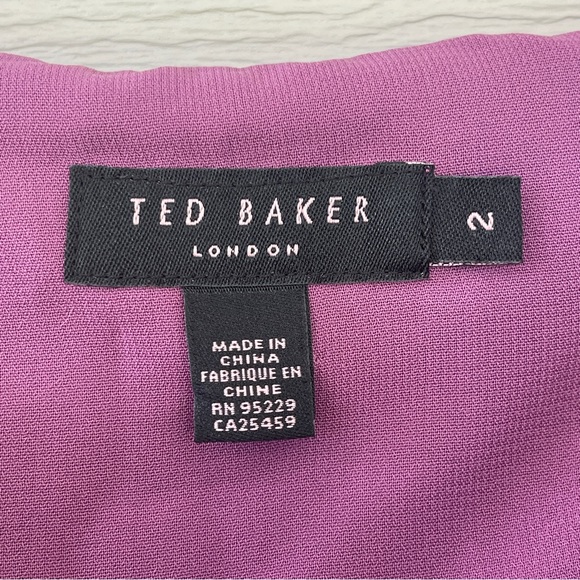 TED BAKER
LONDON
2
MADE IN
CHINA
FABRIQUE EN
CHINE
RN 95229
CA25459